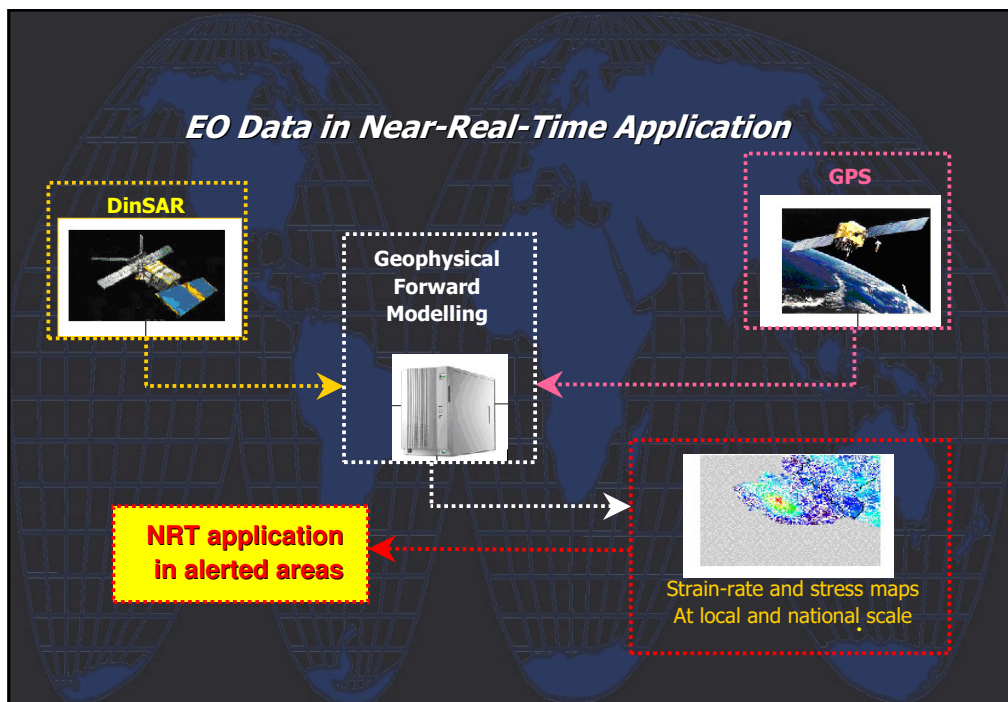 EO Data in Near-Real-Time Application
DinSAR
GPS
Geophysical
Forward
Modelling
NRT application
in alerted areas
Strain-rate and stress maps
At local and national scale